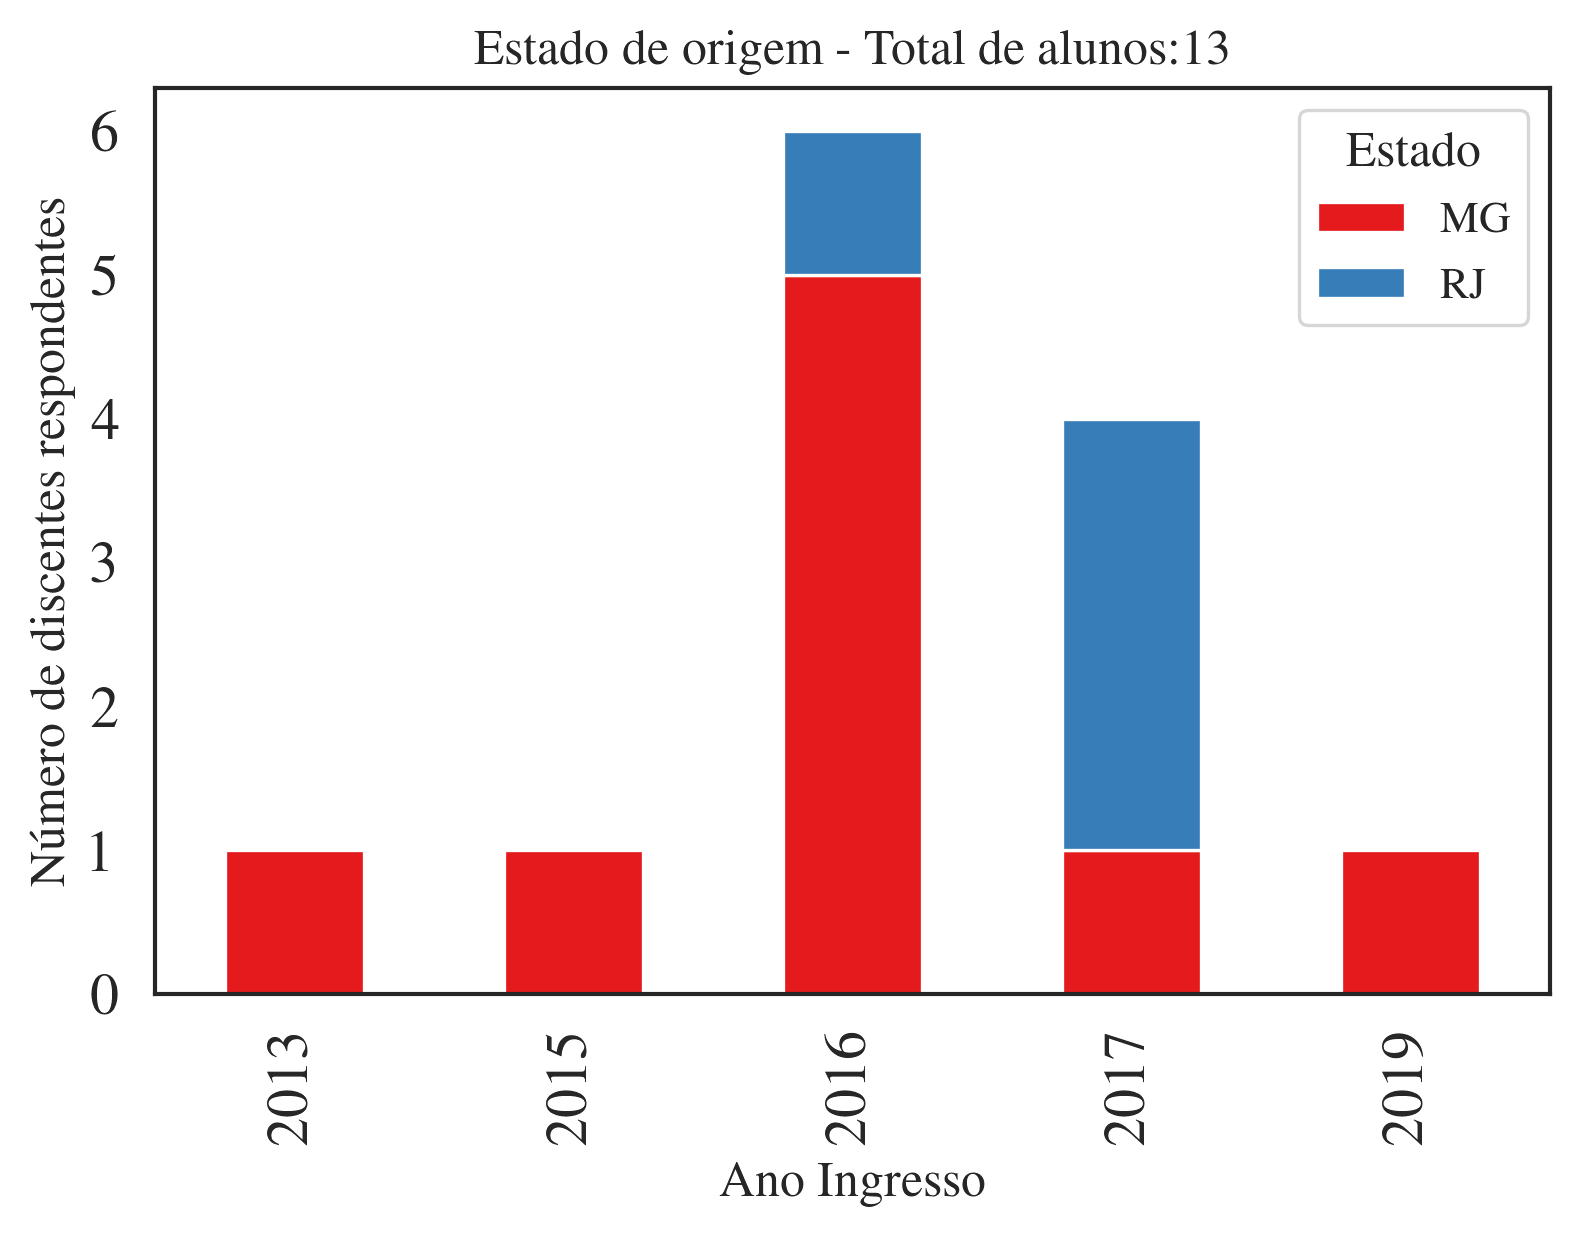 Estado de origem - Total de alunos:13
Número de discentes respondentes
6
5
4
3
2
1
0
Estado
MG
RJ
2013
2015
2016
2017
2019
Ano Ingresso